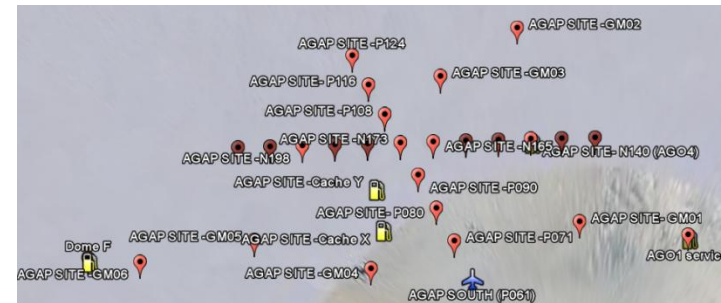 AGAP SITE -GM02
AGAP SITE -P124
AGAP SITE -GM03
AGAP SITE- P116
AGAP SITE -P108
AGAP SITE -N173
AGAP SITE -N165
AGAP SITE- N140 (AGO4)
AGAP SITE -N198
AGAP SITE -Cache Y
AGAP SITE -P090
AGAP SITE- P080
AGAP SITE- GM01
AGAP SITE -GM05
AGAP SITE -Cache X
AGAP SITE -P071
Dome F
AGO1 servic
AGAP SITE -GM06
AGAP SITE -GM04
AGAP SOUTH (P061)